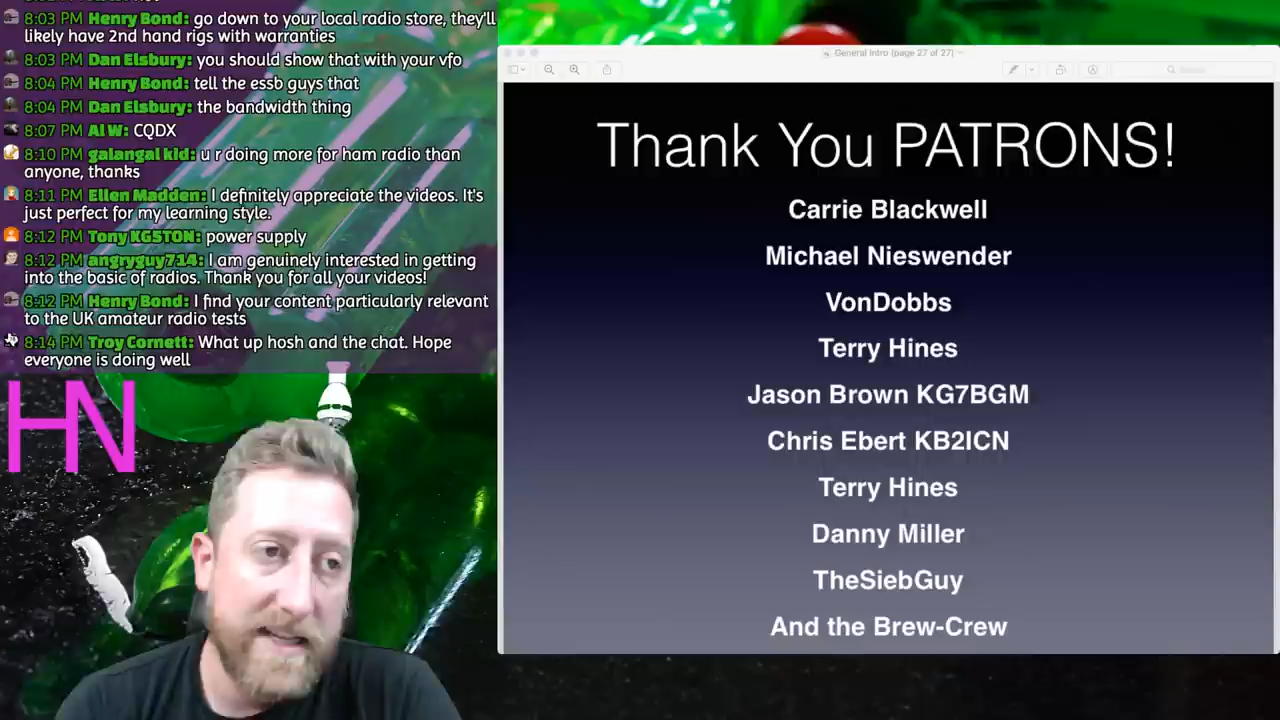 8:03 PM Henry Bond: go down to your local radio store, they'll
likely have 2nd hand rigs with warranties
8:03 PM Dan Elsbury: you should show that with your vfo
8:04 PM Henry Bond: tell the essb guys that
8:04 PM Dan Elsbury: the bandwidth thing
8:07 PM Al W: CQDX
8:10 PM galangal kid: u r doing more for ham radio than
anyone, thanks
8:11 PM Ellen Madden: I definitely appreciate the videos. It's
just perfect for my learning style.
8:12 PM Tony KG5TON: power supply
8:12 PM angryguy714: I am genuinely interested in getting
into the basic of radios. Thank you for all your videos!
8:12 PM Henry Bond: I find your content particularly relevant
to the UK amateur radio tests
8:14 PM Troy Cornett: What up hosh and the chat. Hope
everyone is doing well
HN
General Intro (page 27 of 27)
Search
Thank You PATRONS!
Carrie Blackwell
Michael Nieswender
VonDobbs
Terry Hines
Jason Brown KG7BGM
Chris Ebert KB2ICN
Terry Hines
Danny Miller
TheSiebGuy
And the Brew-Crew